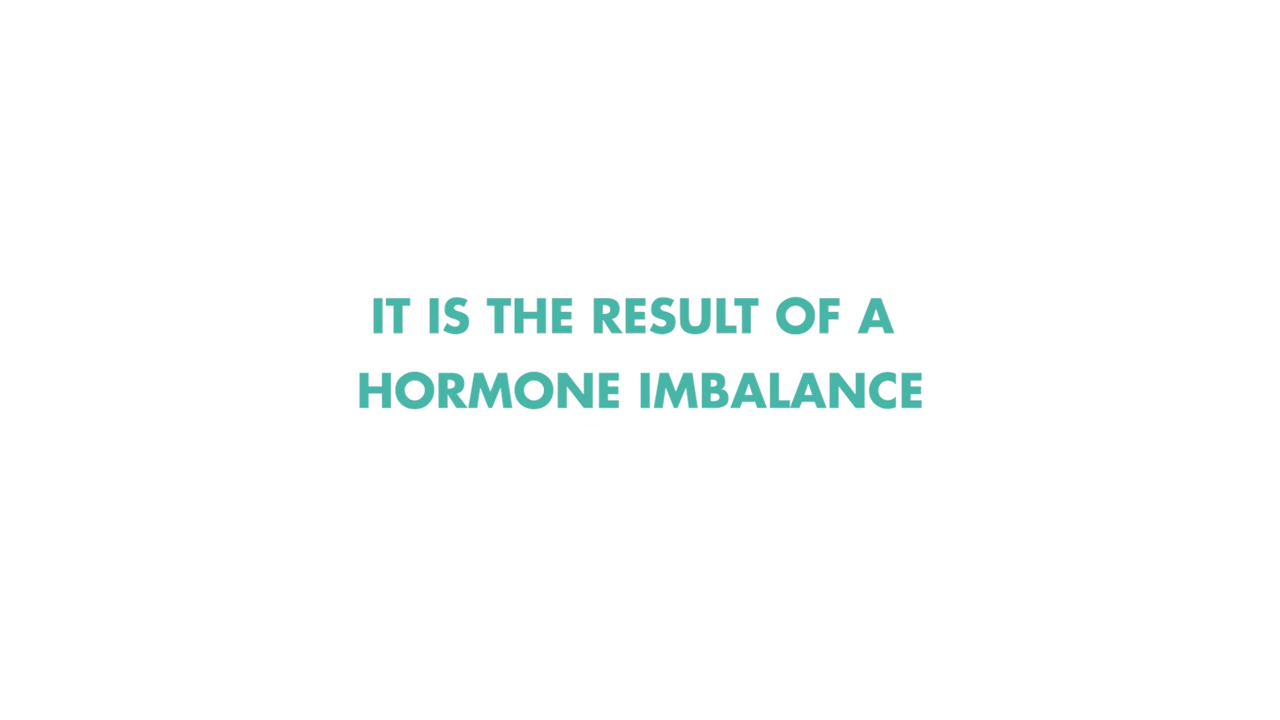 IT IS THE RESULT OF A
HORMONE IMBALANCE